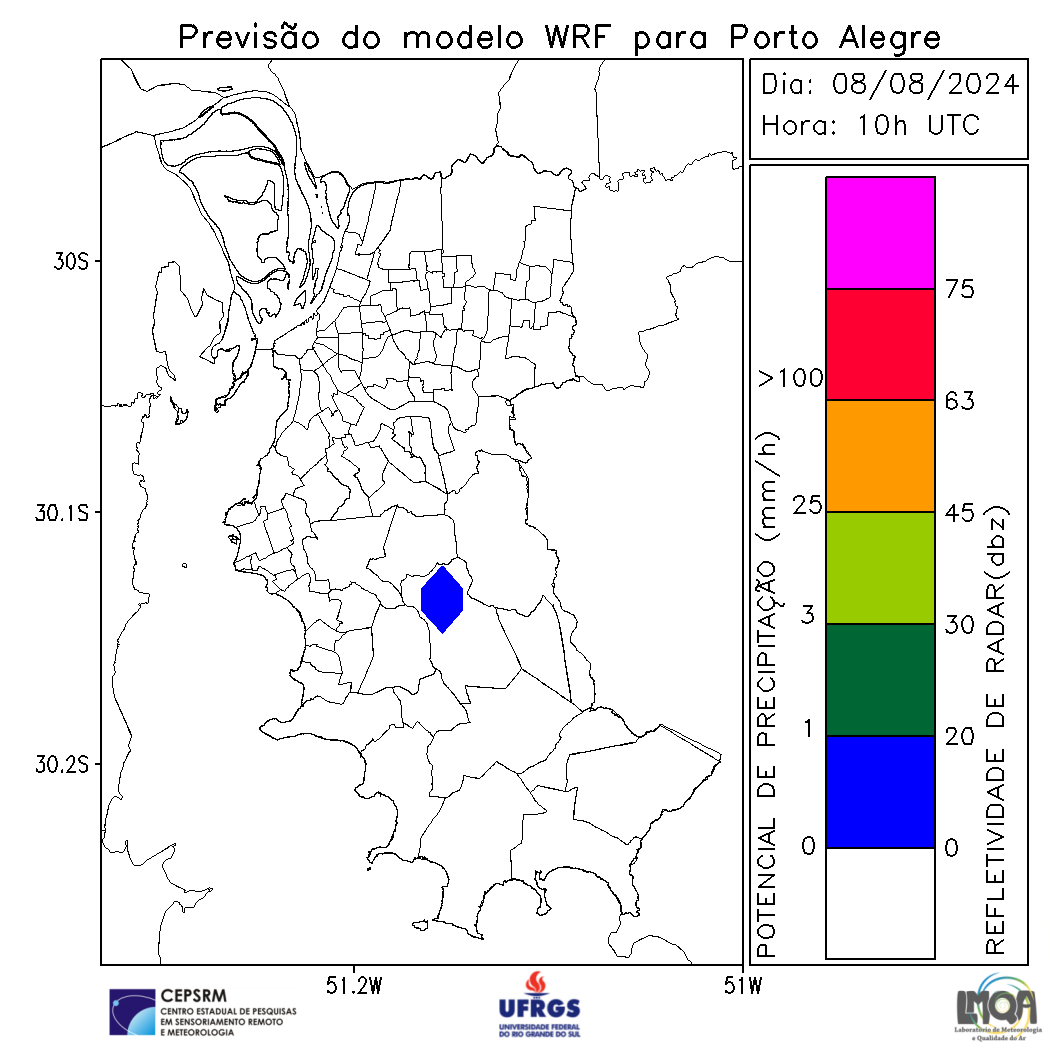 Previsão do modelo WRF para Porto Alegre
Dia: 08/08/2024
Hora: 10h UTC
30S
30.1S
30.2S
51.2W
51W
POTENCIAL DE PRECIPITAÇÃO (mm/h)
>100
25
3
1
0
75
63
45
30
20
0
REFLETIVIDADE DE RADAR(dbz)
CEPSRM
CENTRO ESTADUAL DE PESQUISAS
EM SENSORIAMENTO REMOTO
E METEOROLOGIA
UFRGS
UNIVERSIDADE FEDERAL
DO RIO GRANDE DO SUL
LMQA
Laboratório de Meteorologia
e Qualidade do Ar